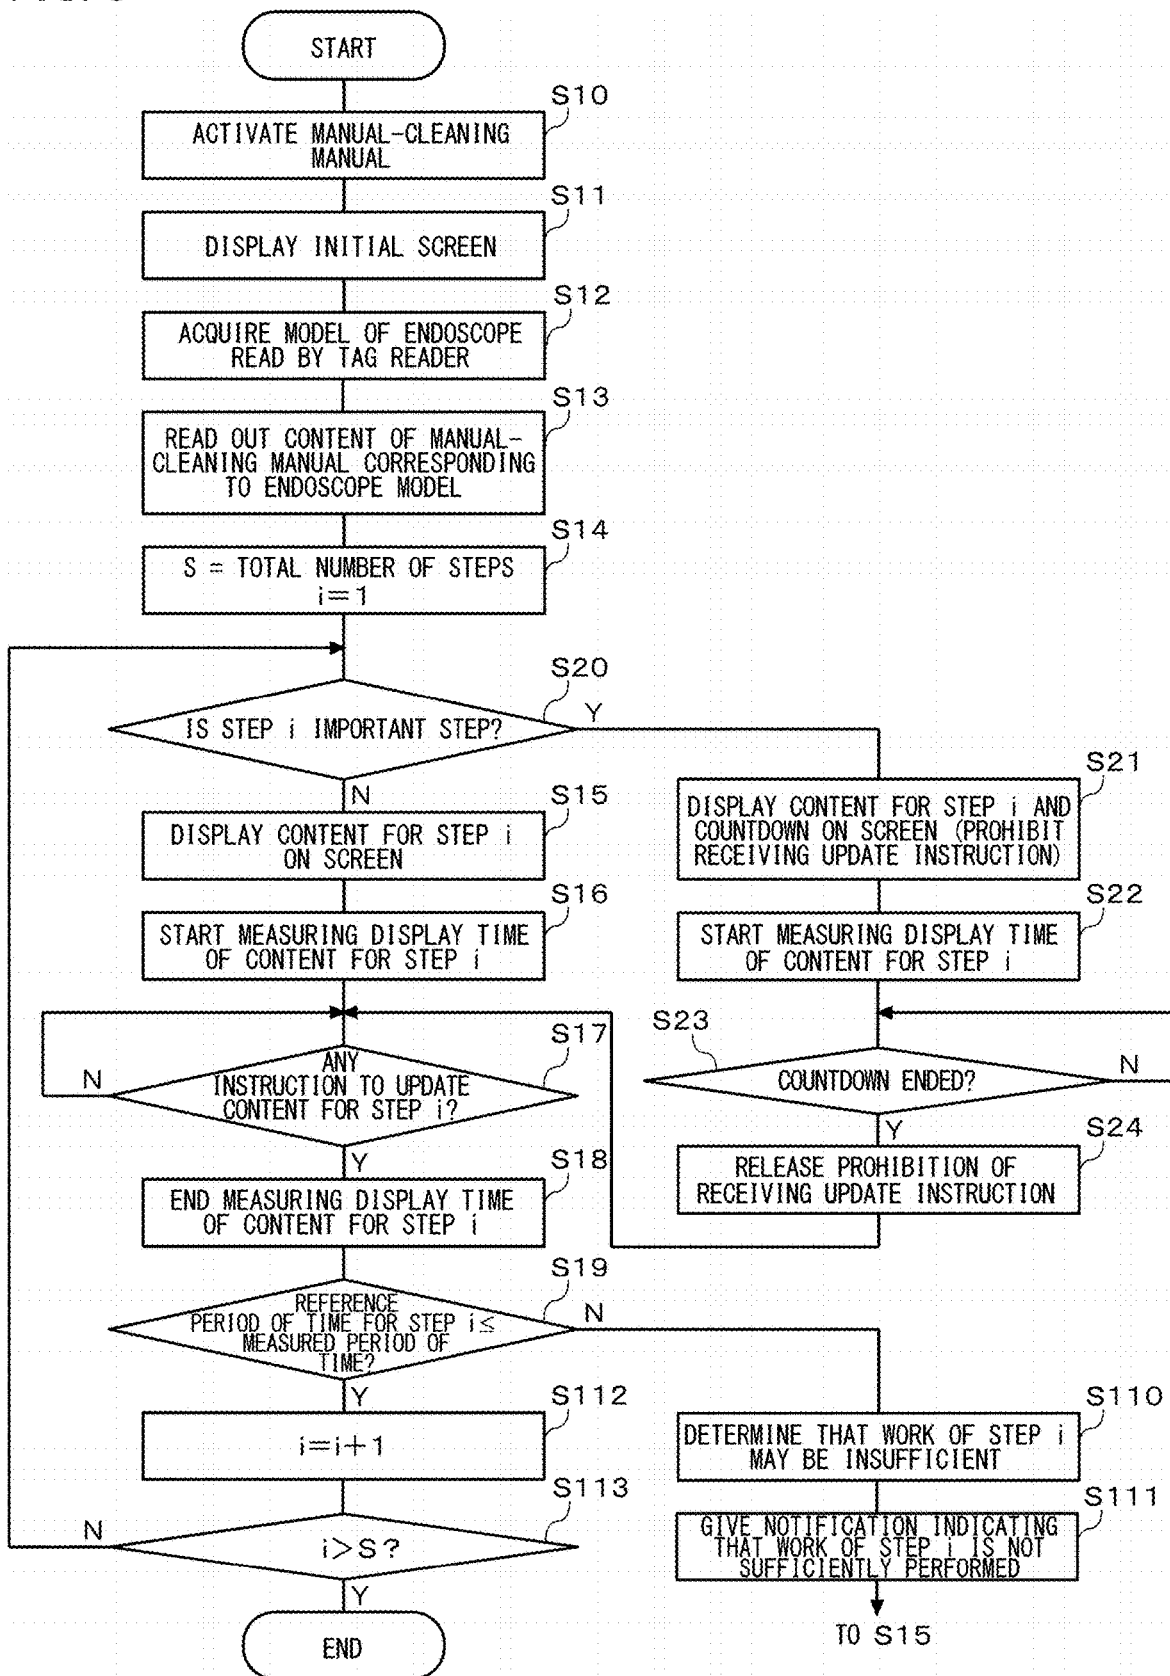 START
S10
ACTIVATE MANUAL-CLEANING
MANUAL
S11
DISPLAY INITIAL SCREEN
S12
ACQUIRE MODEL OF ENDOSCOPE
READ BY TAG READER
S13
READ OUT CONTENT OF MANUAL-
CLEANING MANUAL CORRESPONDING
TO ENDOSCOPE MODEL
S14
S = TOTAL NUMBER OF STEPS
i=1
S20
IS STEP i IMPORTANT STEP?
Y
N
S15
DISPLAY CONTENT FOR STEP i
ON SCREEN
S16
START MEASURING DISPLAY TIME
OF CONTENT FOR STEP i
S21
DISPLAY CONTENT FOR STEP i AND
COUNTDOWN ON SCREEN (PROHIBIT
RECEIVING UPDATE INSTRUCTION)
S22
START MEASURING DISPLAY TIME
OF CONTENT FOR STEP i
S23
COUNTDOWN ENDED?
N
Y
S24
RELEASE PROHIBITION OF
RECEIVING UPDATE INSTRUCTION
S17
ANY
INSTRUCTION TO UPDATE
CONTENT FOR STEP i?
N
Y
S18
END MEASURING DISPLAY TIME
OF CONTENT FOR STEP i
S19
REFERENCE
PERIOD OF TIME FOR STEP i≤
MEASURED PERIOD OF
TIME?
N
Y
S112
i=i+1
S113
i>S?
N
Y
END
S110
DETERMINE THAT WORK OF STEP i
MAY BE INSUFFICIENT
S111
GIVE NOTIFICATION INDICATING
THAT WORK OF STEP i IS NOT
SUFFICIENTLY PERFORMED
TO S15